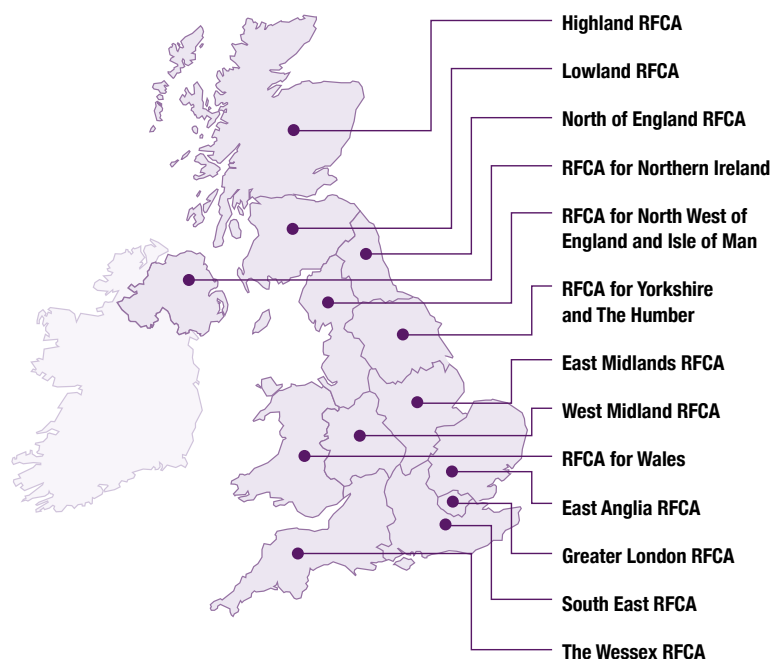 Highland RFCA
Lowland RFCA
North of England RFCA
RFCA for Northern Ireland
RFCA for North West of
England and Isle of Man
RFCA for Yorkshire
and The Humber
East Midlands RFCA
West Midland RFCA
RFCA for Wales
East Anglia RFCA
Greater London RFCA
South East RFCA
The Wessex RFCA